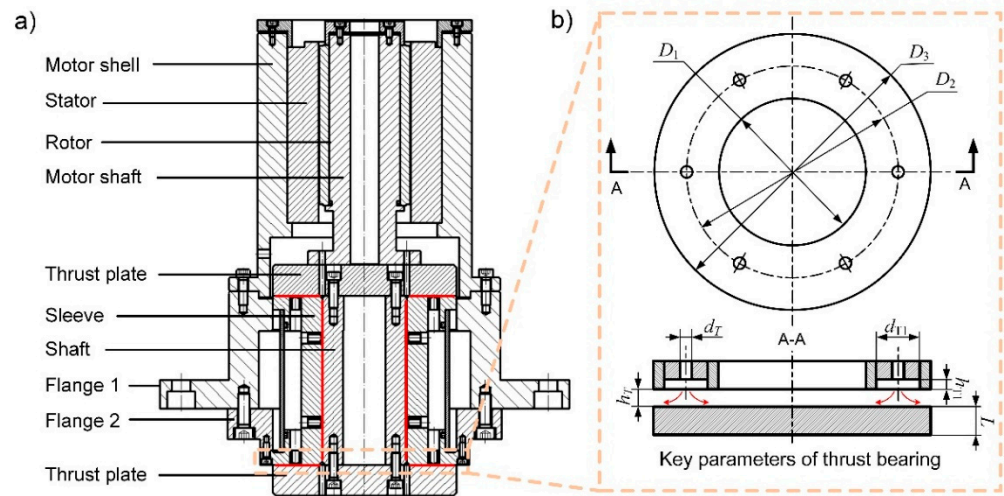 a)
Motor shell
Stator
Rotor
Motor shaft
Thrust plate
Sleeve
Shaft
Flange 1
Flange 2
Thrust plate
b)
D1
D3
D2
A
A
A-A
dT
dT1
hT
hT1
T
Key parameters of thrust bearing